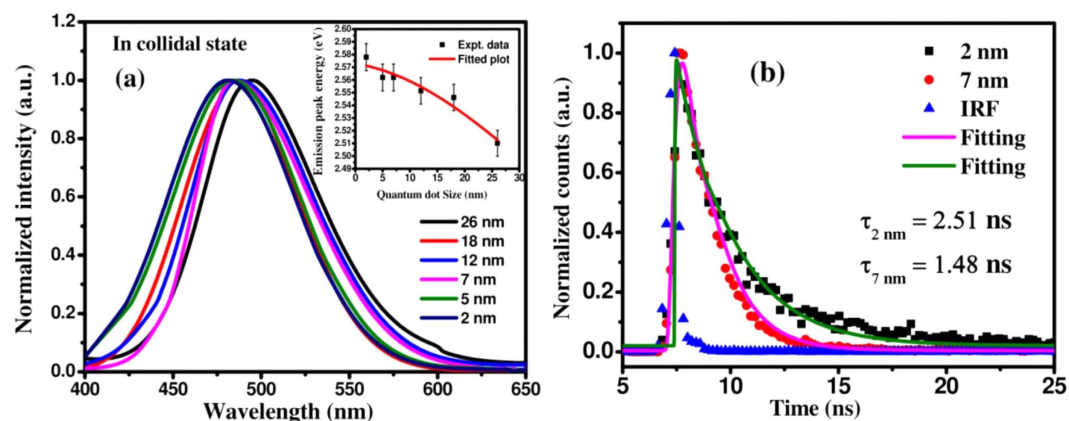 In collidal state
(a)
Normalized intensity (a.u.)
1.2
1.0
0.8
0.6
0.4
0.2
0.0
400 450 500 550 600 650
Wavelength (nm)
Emission peak energy (eV)
2.60
2.59
2.58
2.57
2.56
2.55
2.54
2.53
2.52
2.51
2.50
2.49
0 5 10 15 20 25 30
Quantum dot Size (nm)
Expt. data
Fitted plot
26 nm
18 nm
12 nm
7 nm
5 nm
2 nm
(b)
Normalized counts (a.u.)
1.0
0.8
0.6
0.4
0.2
0.0
5 10 15 20 25
Time (ns)
2 nm
7 nm
IRF
Fitting
Fitting
τ2 nm = 2.51 ns
τ7 nm = 1.48 ns